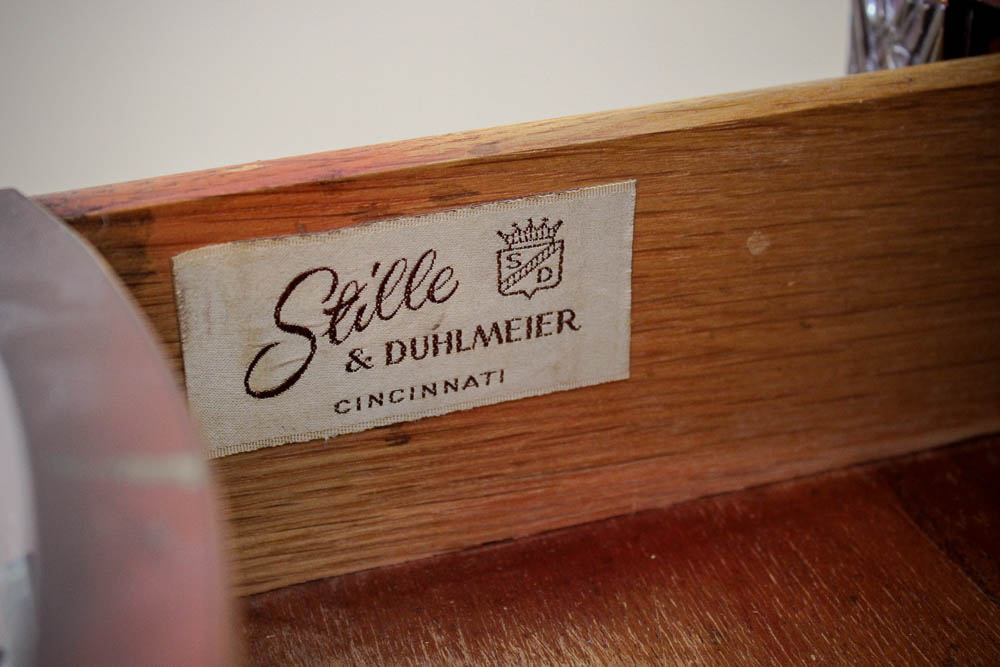 Stille
S
D
& DUHLMEIER
CINCINNATI